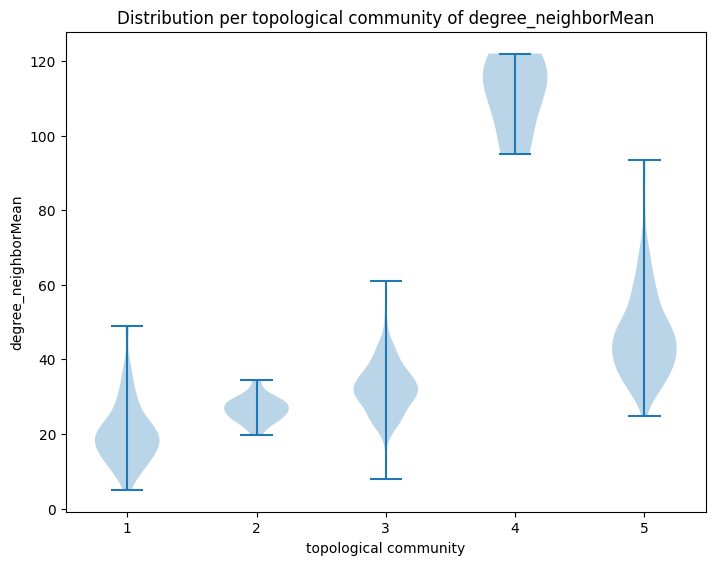 Distribution per topological community of degree_neighborMean
degree_neighborMean
120
100
80
60
40
20
0
1 2 3 4 5
topological community